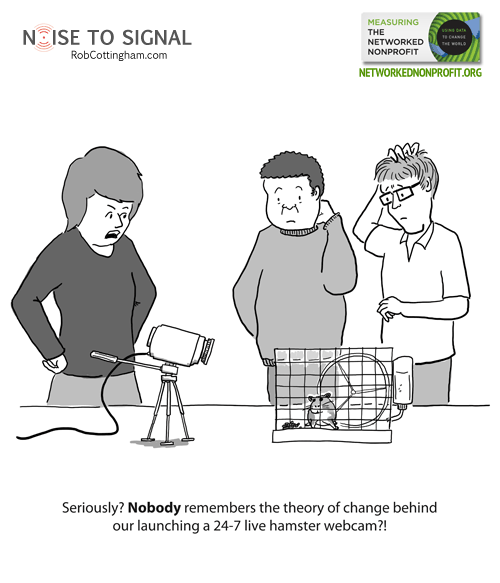 NOISE TO SIGNAL
RobCottingham.com
MEASURING
THE
NETWORKED
NONPROFIT
USING DATA
TO CHANGE
THE WORLD
NETWORKEDNONPROFIT.ORG
Seriously? Nobody remembers the theory of change behind
our launching a 24-7 live hamster webcam?!